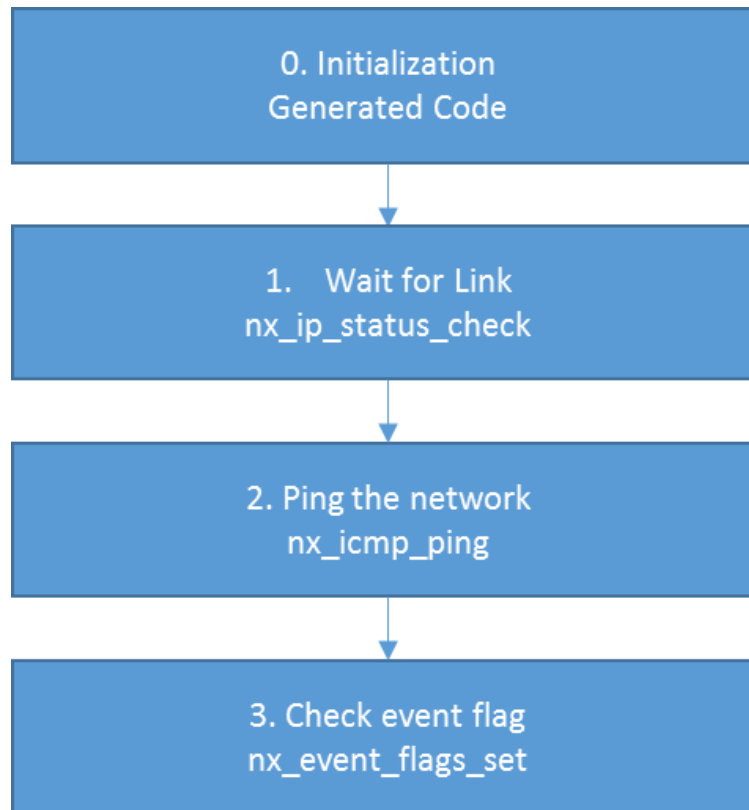 0. Initialization
Generated Code
1. Wait for Link
nx_ip_status_check
2. Ping the network
nx_icmp_ping
3. Check event flag
nx_event_flags_set